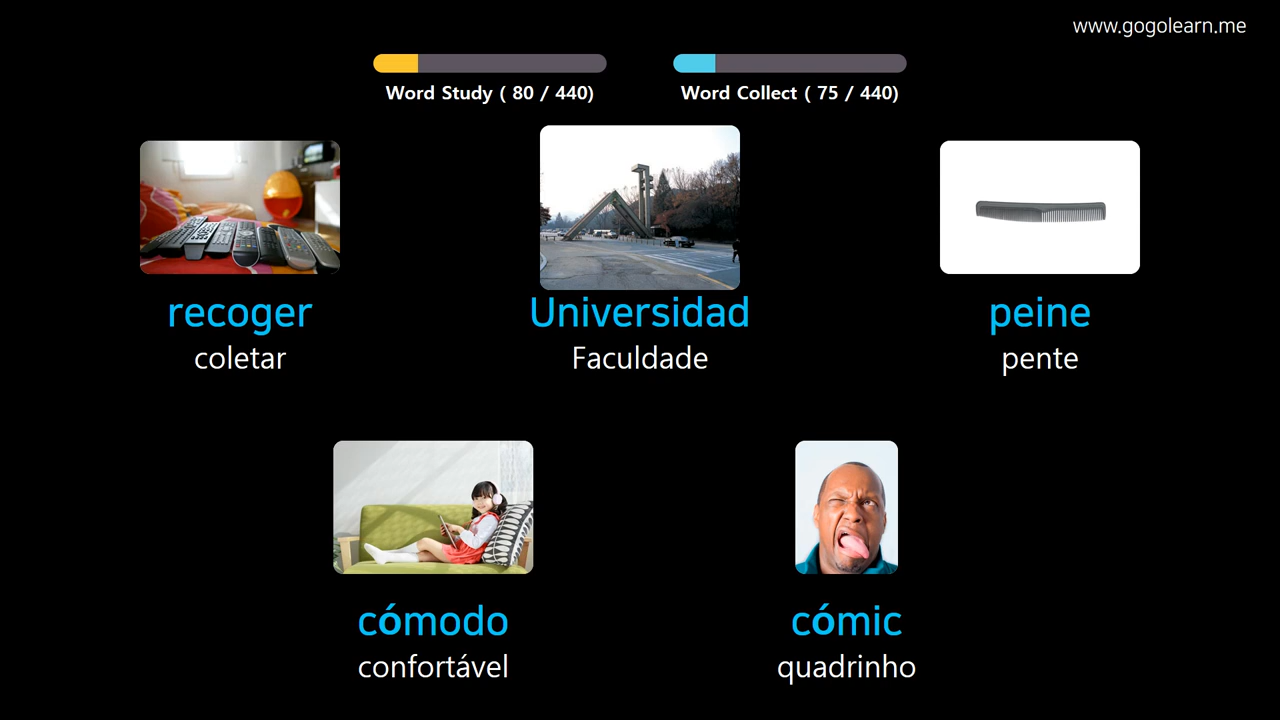 www.gogolearn.me
Word Study ( 80 / 440)
Word Collect ( 75 / 440)
recoger
coletar
Universidad
Faculdade
peine
pente
cómodo
confortável
cómic
quadrinho